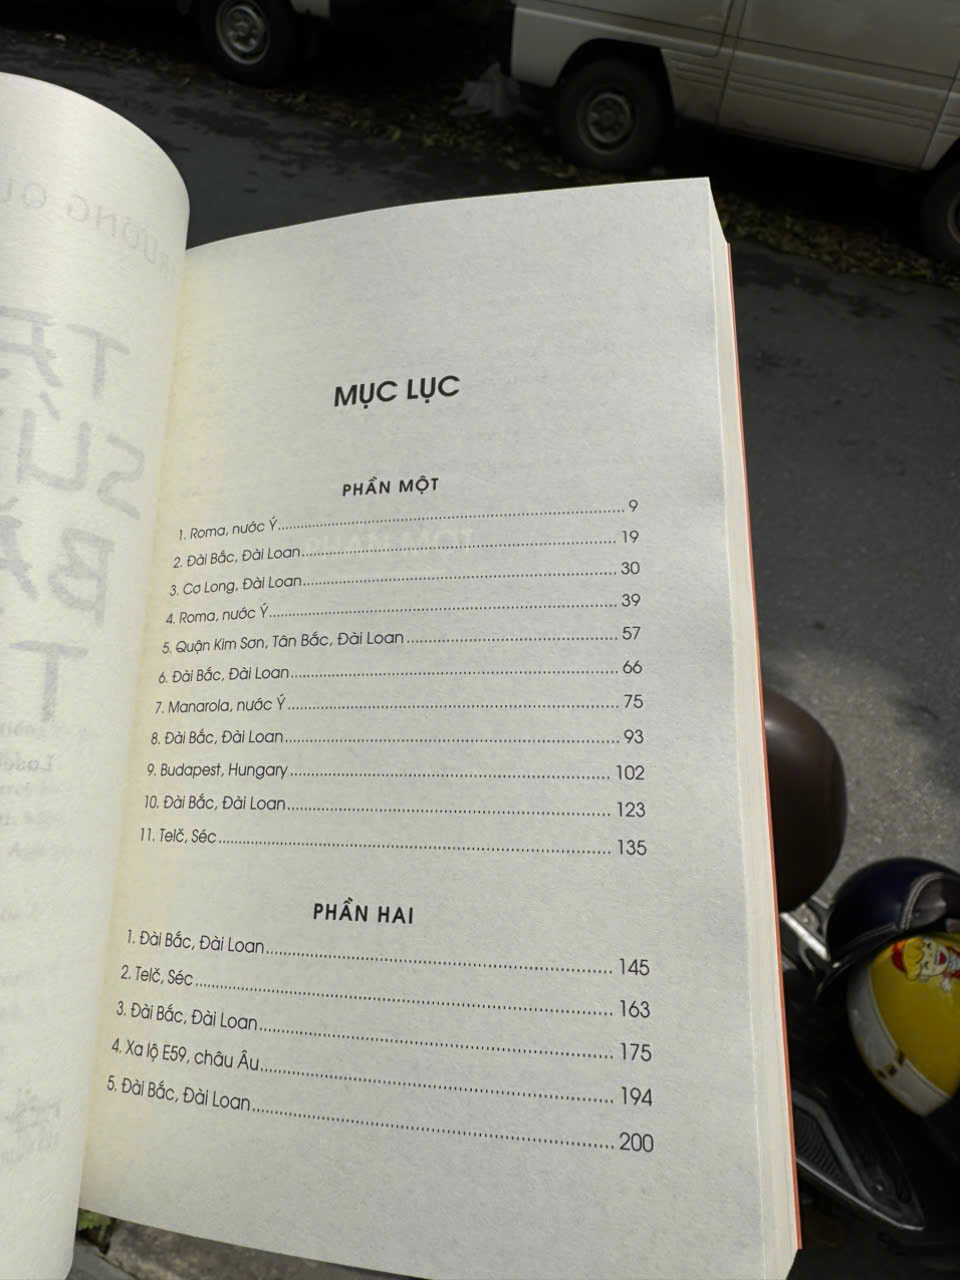 MỤC LỤC
PHẦN MỘT
1. Roma, nước Ý........ 9
2. Đài Bắc, Đài Loan........ 19
3. Cơ Long, Đài Loan........ 30
4. Roma, nước Ý........ 39
5. Quận Kim Sơn, Tân Bắc, Đài Loan........ 57
6. Đài Bắc, Đài Loan........ 66
7. Manarola, nước Ý........ 75
8. Đài Bắc, Đài Loan........ 93
9. Budapest, Hungary........ 102
10. Đài Bắc, Đài Loan........ 123
11. Telč, Séc........ 135
PHẦN HAI
1. Đài Bắc, Đài Loan........ 145
2. Telč, Séc........ 163
3. Đài Bắc, Đài Loan........ 175
4. Xa lộ E59, châu Âu........ 194
5. Đài Bắc, Đài Loan........ 200